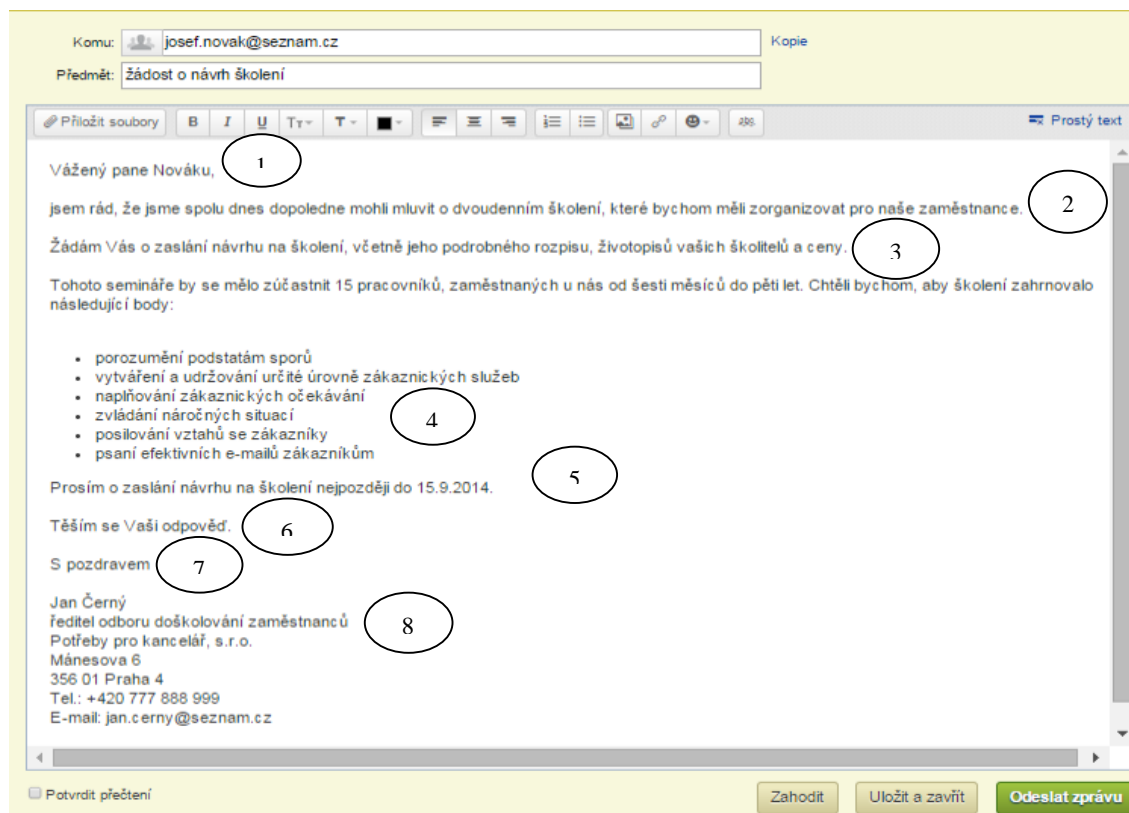 Komu: josef.novak@seznam.cz Kopie
Předmět: žádost o návrh školení
Přiložit soubory B I U TT T abc Prostý text
Vážený pane Nováku, 1
jsem rád, že jsme spolu dnes dopoledne mohli mluvit o dvoudenním školení, které bychom měli zorganizovat pro naše zaměstnance. 2
Žádám Vás o zaslání návrhu na školení, včetně jeho podrobného rozpisu, životopisů vašich školitelů a ceny. 3
Tohoto semináře by se mělo zúčastnit 15 pracovníků, zaměstnaných u nás od šesti měsíců do pěti let. Chtěli bychom, aby školení zahrnovalo
následující body:
• porozumění podstatám sporů
• vytváření a udržování určité úrovně zákaznických služeb
• naplňování zákaznických očekávání
• zvládání náročných situací 4
• posilování vztahů se zákazníky
• psaní efektivních e-mailů zákazníkům
5
Prosím o zaslání návrhu na školení nejpozději do 15.9.2014.
Těším se Vaši odpověď. 6
S pozdravem 7
Jan Černý
ředitel odboru doškolování zaměstnanců 8
Potřeby pro kancelář, s.r.o.
Mánesova 6
356 01 Praha 4
Tel.: +420 777 888 999
E-mail: jan.cerny@seznam.cz
Potvrdit přečtení Zahodit Uložit a zavřít Odeslat zprávu